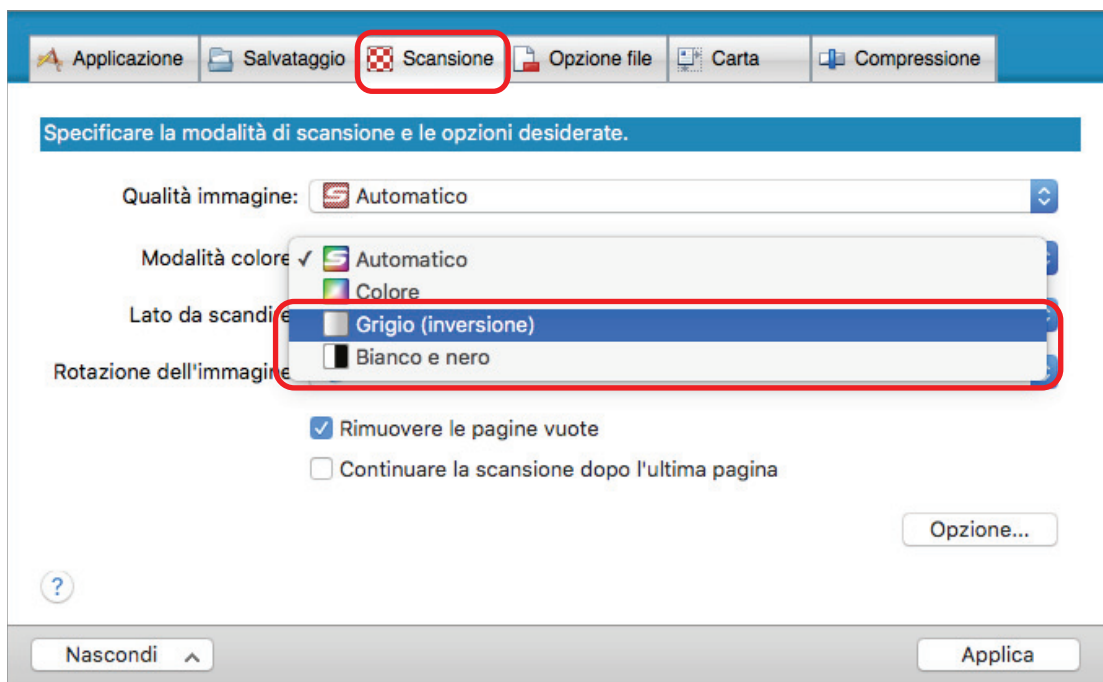 Applicazione Salvataggio Scansione Opzione file Carta Compressione
Specificare la modalità di scansione e le opzioni desiderate.
Qualità immagine: Automatico
Modalità colore ✓ Automatico
Colore
Lato da scandire Grigio (inversione)
Bianco e nero
Rotazione dell'immagine
Rimuovere le pagine vuote
Continuare la scansione dopo l'ultima pagina
Opzione...
?
Nascondi Applica